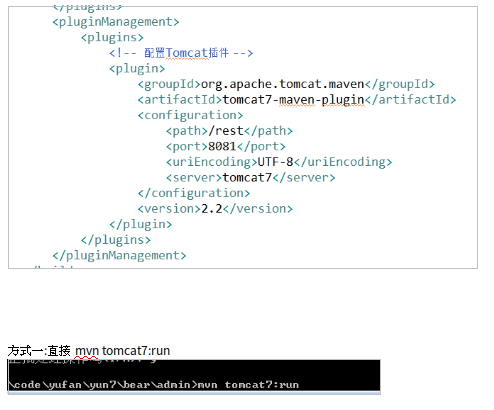 </plugins>
<pluginManagement>
<plugins>
<!-- 配置Tomcat插件 -->
<plugin>
<groupId>org.apache.tomcat.maven</groupId>
<artifactId>tomcat7-maven-plugin</artifactId>
<configuration>
<path>/rest</path>
<port>8081</port>
<uriEncoding>UTF-8</uriEncoding>
<server>tomcat7</server>
</configuration>
<version>2.2</version>
</plugin>
</plugins>
</pluginManagement>
方式一:直接 mvn tomcat7:run
\code\yufan\yun7\bear\admin>mvn tomcat7:run